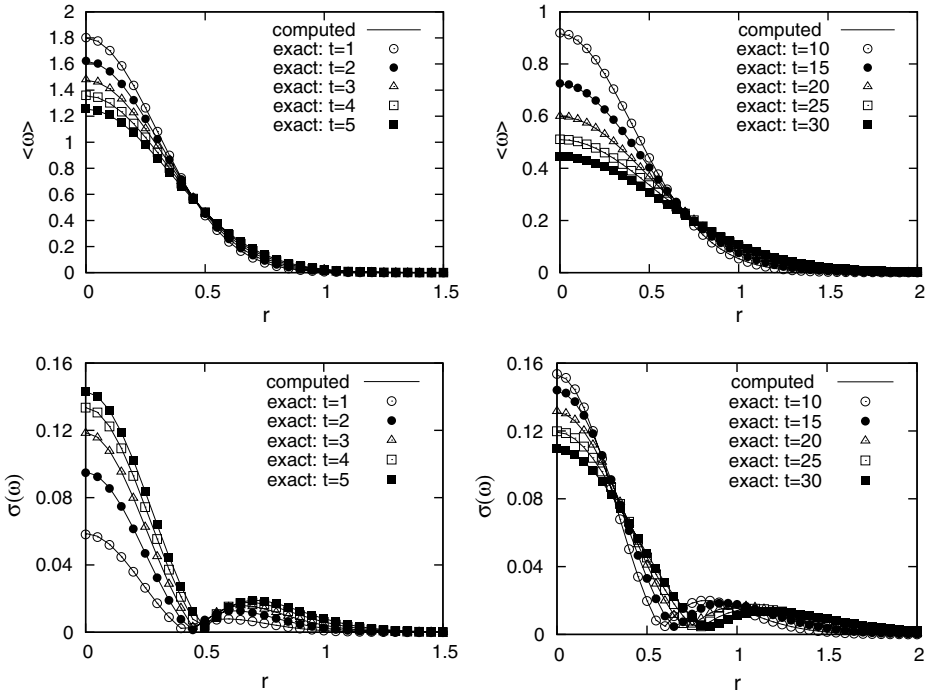 computed
exact: t=1
exact: t=2
exact: t=3
exact: t=4
exact: t=5
2
1.8
1.6
1.4
1.2
1
0.8
0.6
0.4
0.2
0
<ω>
0
0.5
1
1.5
r
computed
exact: t=10
exact: t=15
exact: t=20
exact: t=25
exact: t=30
1
0.8
0.6
0.4
0.2
0
<ω>
0
0.5
1
1.5
2
r
computed
exact: t=1
exact: t=2
exact: t=3
exact: t=4
exact: t=5
0.16
0.12
0.08
0.04
0
σ(ω)
0
0.5
1
1.5
r
computed
exact: t=10
exact: t=15
exact: t=20
exact: t=25
exact: t=30
0.16
0.12
0.08
0.04
0
σ(ω)
0
0.5
1
1.5
2
r